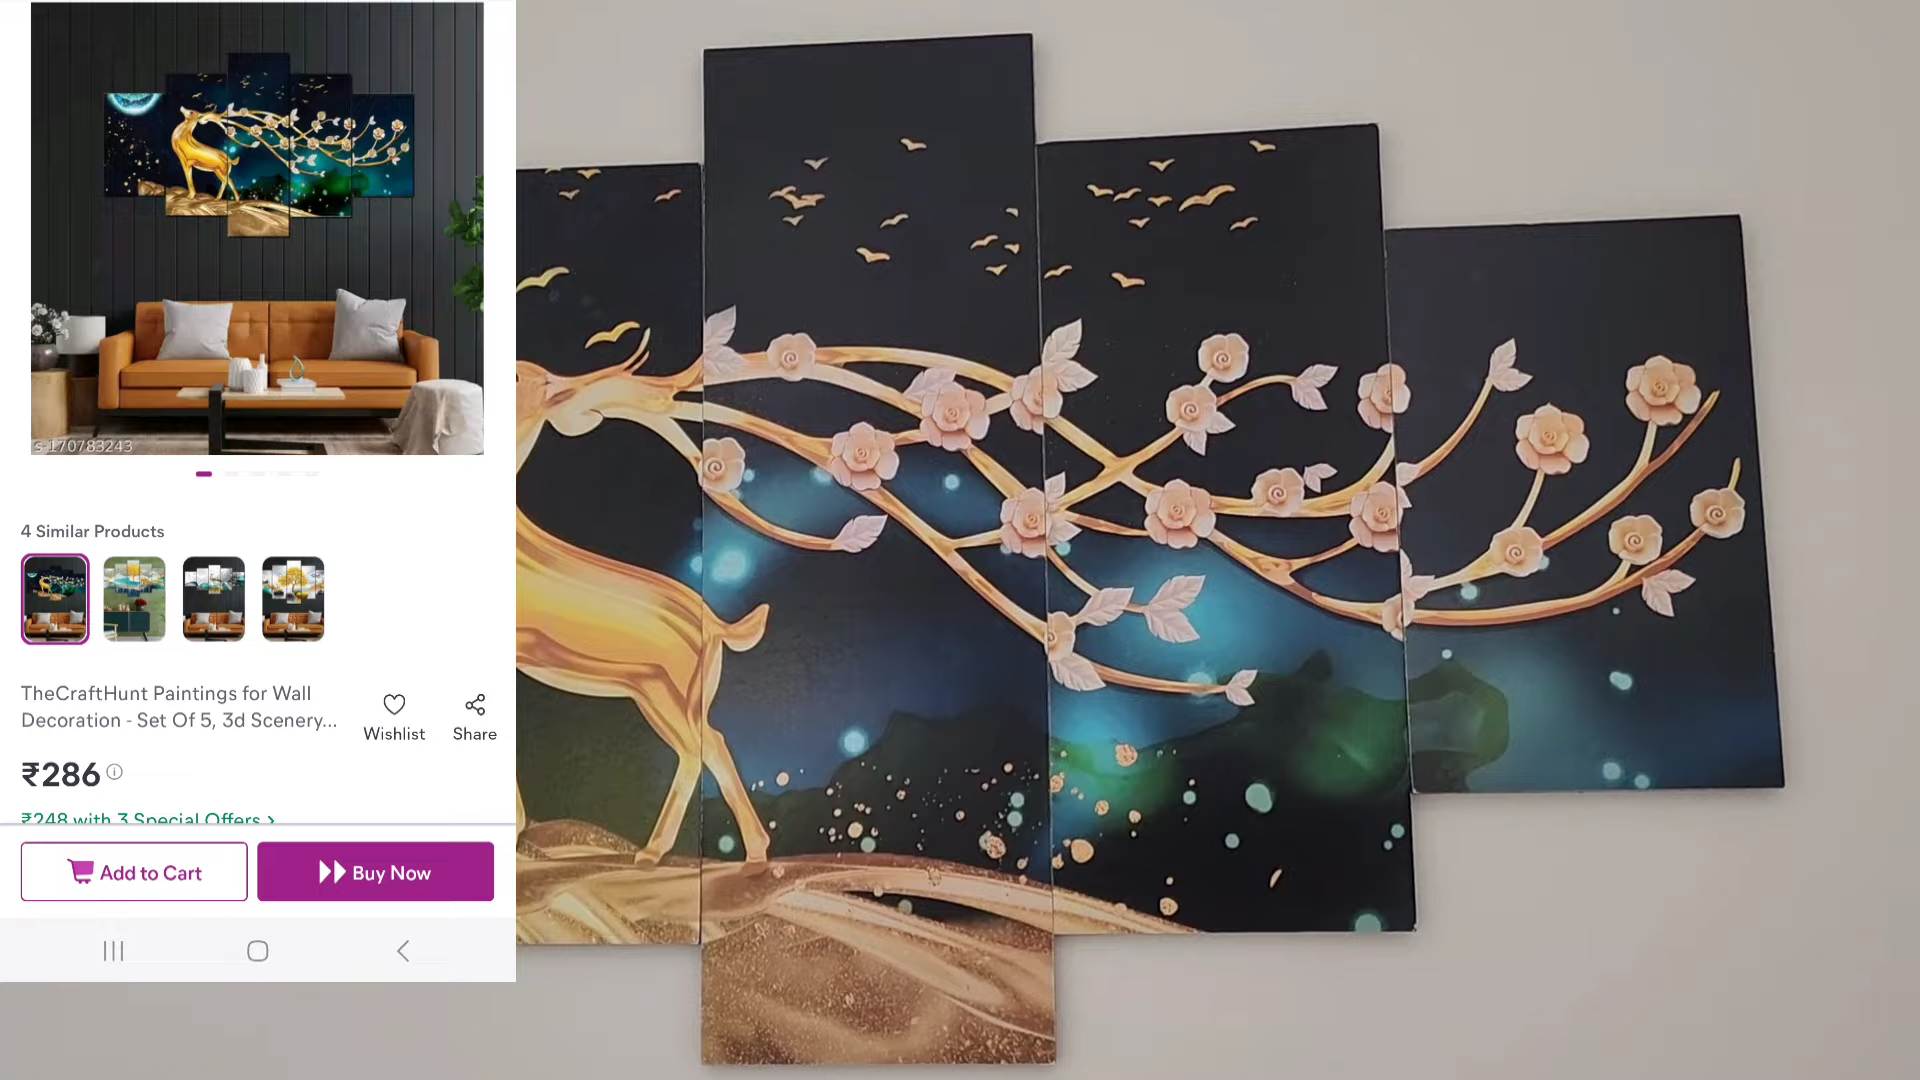 s-170783243
4 Similar Products
TheCraftHunt Paintings for Wall
Decoration - Set Of 5, 3d Scenery...
Wishlist
Share
₹286
₹248 with 3 Special Offers >
Add to Cart
Buy Now